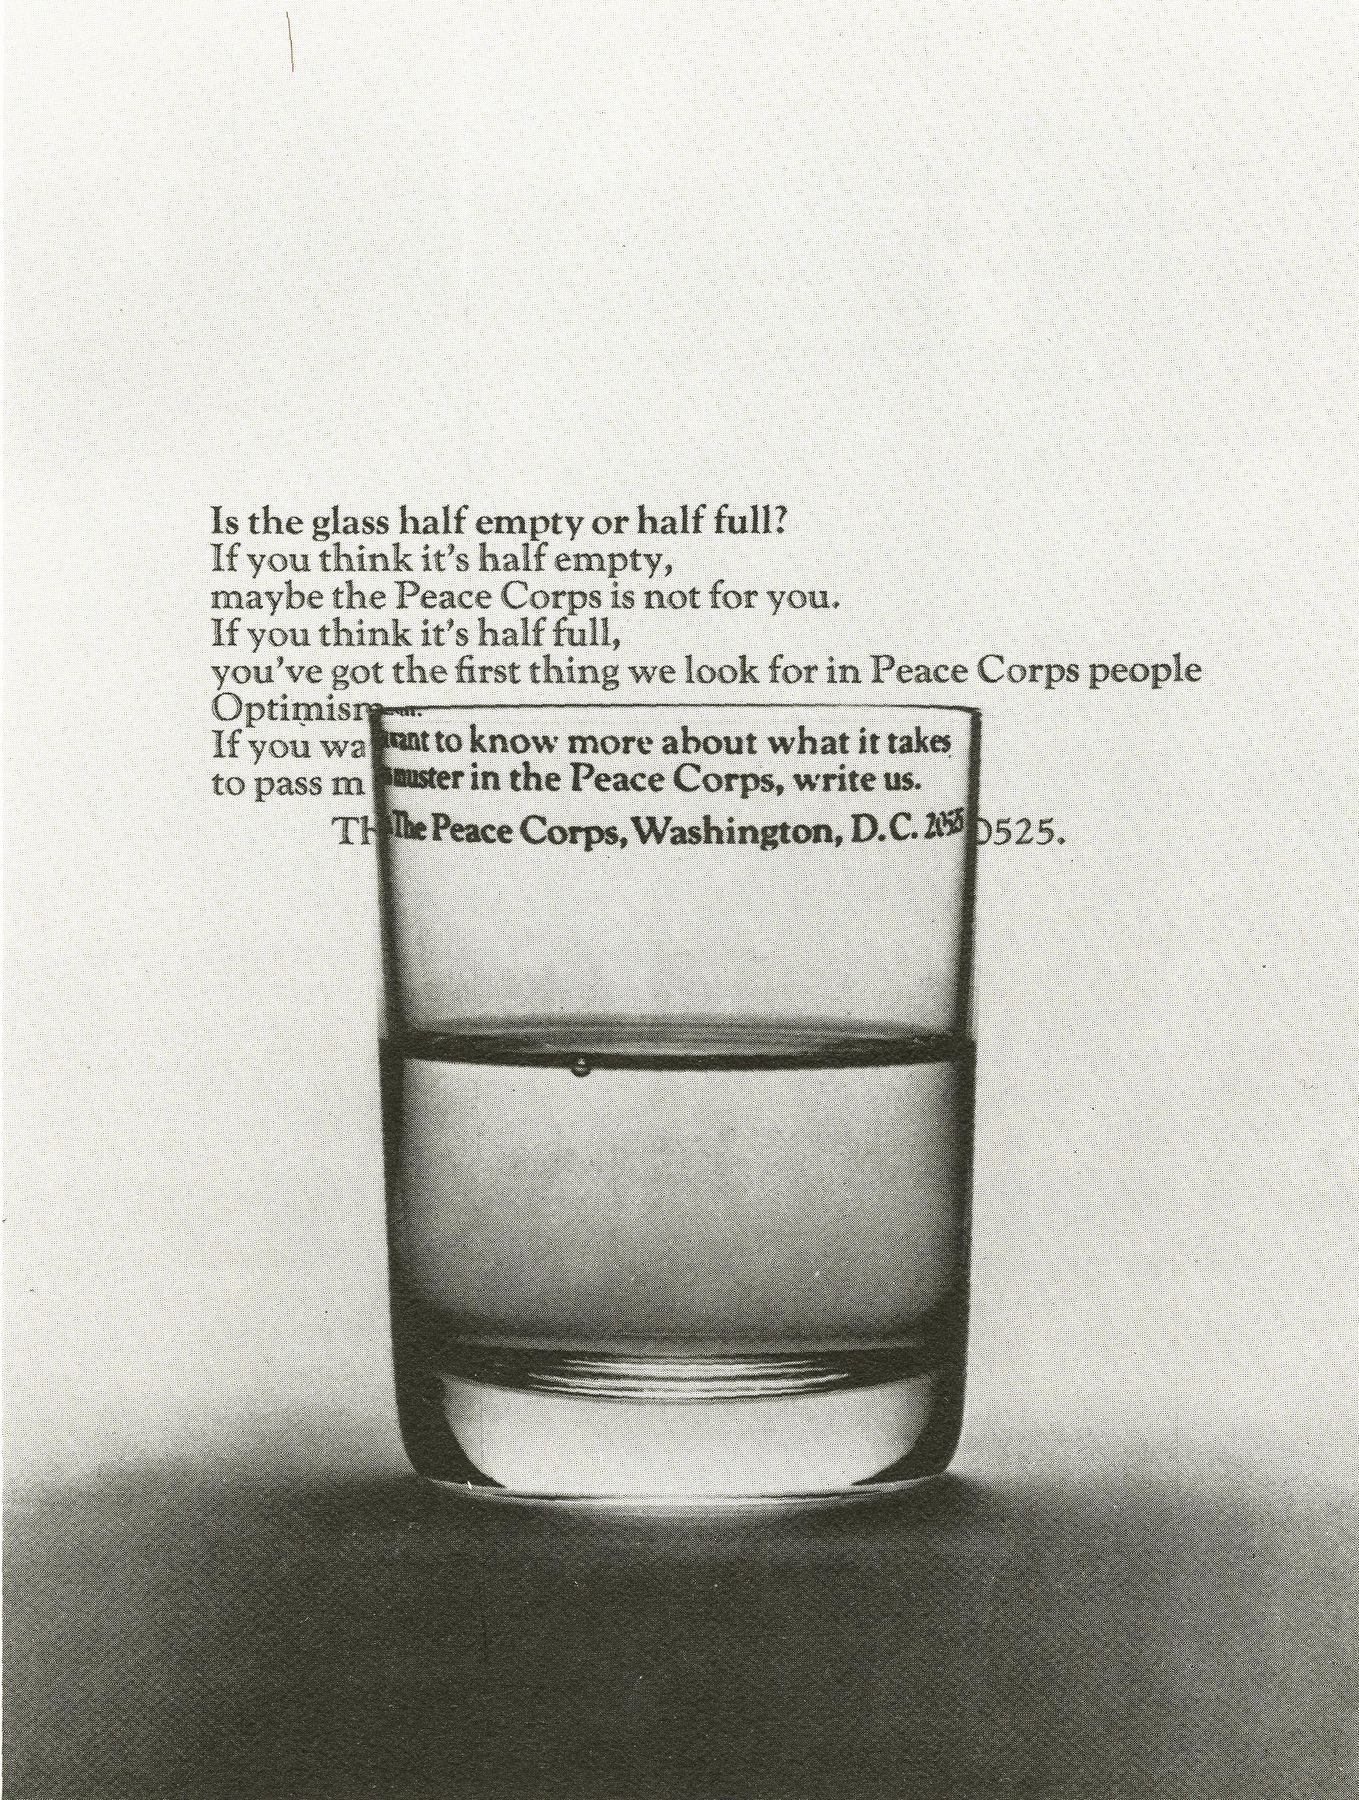 Is the glass half empty or half full?
If you think it's half empty,
maybe the Peace Corps is not for you.
If you think it's half full,
you've got the first thing we look for in Peace Corps people
Optimism.
If you want to know more about what it takes
to pass muster in the Peace Corps, write us.
The Peace Corps, Washington, D.C. 20525.